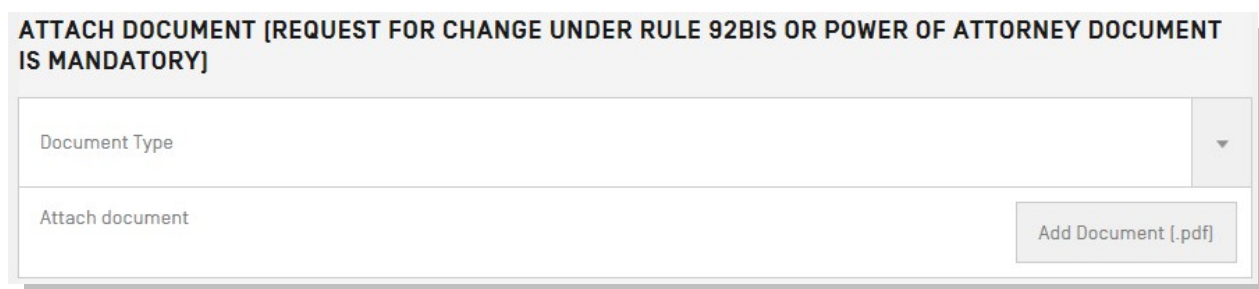 ATTACH DOCUMENT (REQUEST FOR CHANGE UNDER RULE 92BIS OR POWER OF ATTORNEY DOCUMENT
IS MANDATORY)
Document Type
Attach document
Add Document (.pdf)